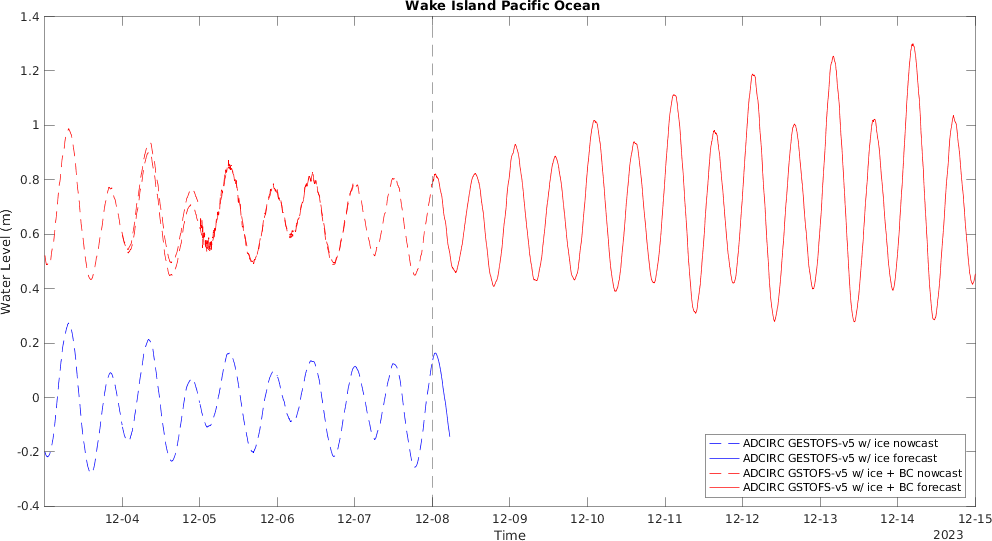 Wake Island Pacific Ocean
1.4
1.2
1
0.8
0.6
0.4
0.2
0
-0.2
-0.4
Water Level (m)
ADCIRC GESTOFS-v5 w/ ice nowcast
ADCIRC GESTOFS-v5 w/ ice forecast
ADCIRC GSTOFS-v5 w/ ice + BC nowcast
ADCIRC GSTOFS-v5 w/ ice + BC forecast
12-04 12-05 12-06 12-07 12-08 12-09 12-10 12-11 12-12 12-13 12-14 12-15
Time
2023